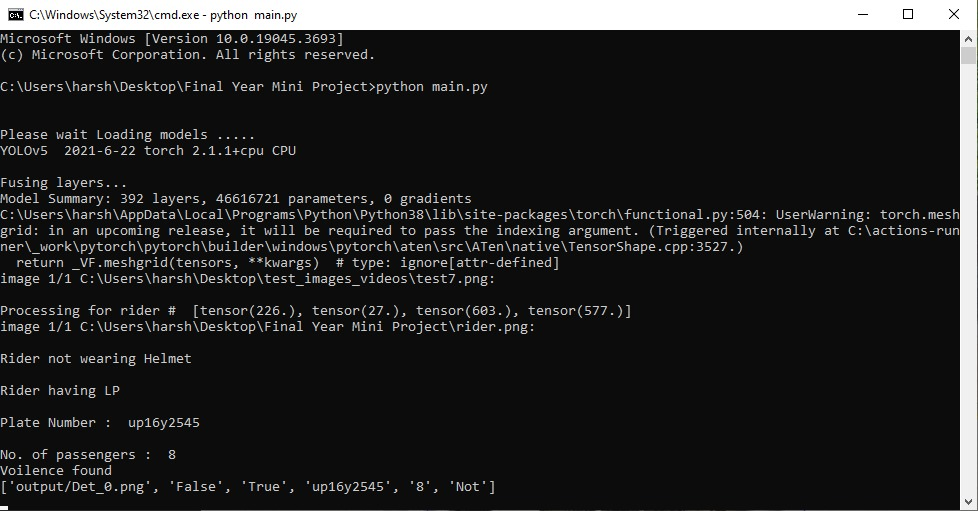 C:\Windows\System32\cmd.exe - python main.py
Microsoft Windows [Version 10.0.19045.3693]
(c) Microsoft Corporation. All rights reserved.
C:\Users\harsh\Desktop\Final Year Mini Project>python main.py
Please wait Loading models .....
YOLOv5  2021-6-22 torch 2.1.1+cpu CPU
Fusing layers...
Model Summary: 392 layers, 46616721 parameters, 0 gradients
C:\Users\harsh\AppData\Local\Programs\Python\Python38\lib\site-packages\torch\functional.py:504: UserWarning: torch.mesh
grid: in an upcoming release, it will be required to pass the indexing argument. (Triggered internally at C:\actions-run
ner\_work\pytorch\pytorch\builder\windows\pytorch\aten\src\ATen\native\TensorShape.cpp:3527.)
  return _VF.meshgrid(tensors, **kwargs)  # type: ignore[attr-defined]
image 1/1 C:\Users\harsh\Desktop\test_images_videos\test7.png:
Processing for rider #  [tensor(226.), tensor(27.), tensor(603.), tensor(577.)]
image 1/1 C:\Users\harsh\Desktop\Final Year Mini Project\rider.png:
Rider not wearing Helmet
Rider having LP
Plate Number :  up16y2545
No. of passengers :  8
Voilence found
['output/Det_0.png', 'False', 'True', 'up16y2545', '8', 'Not']